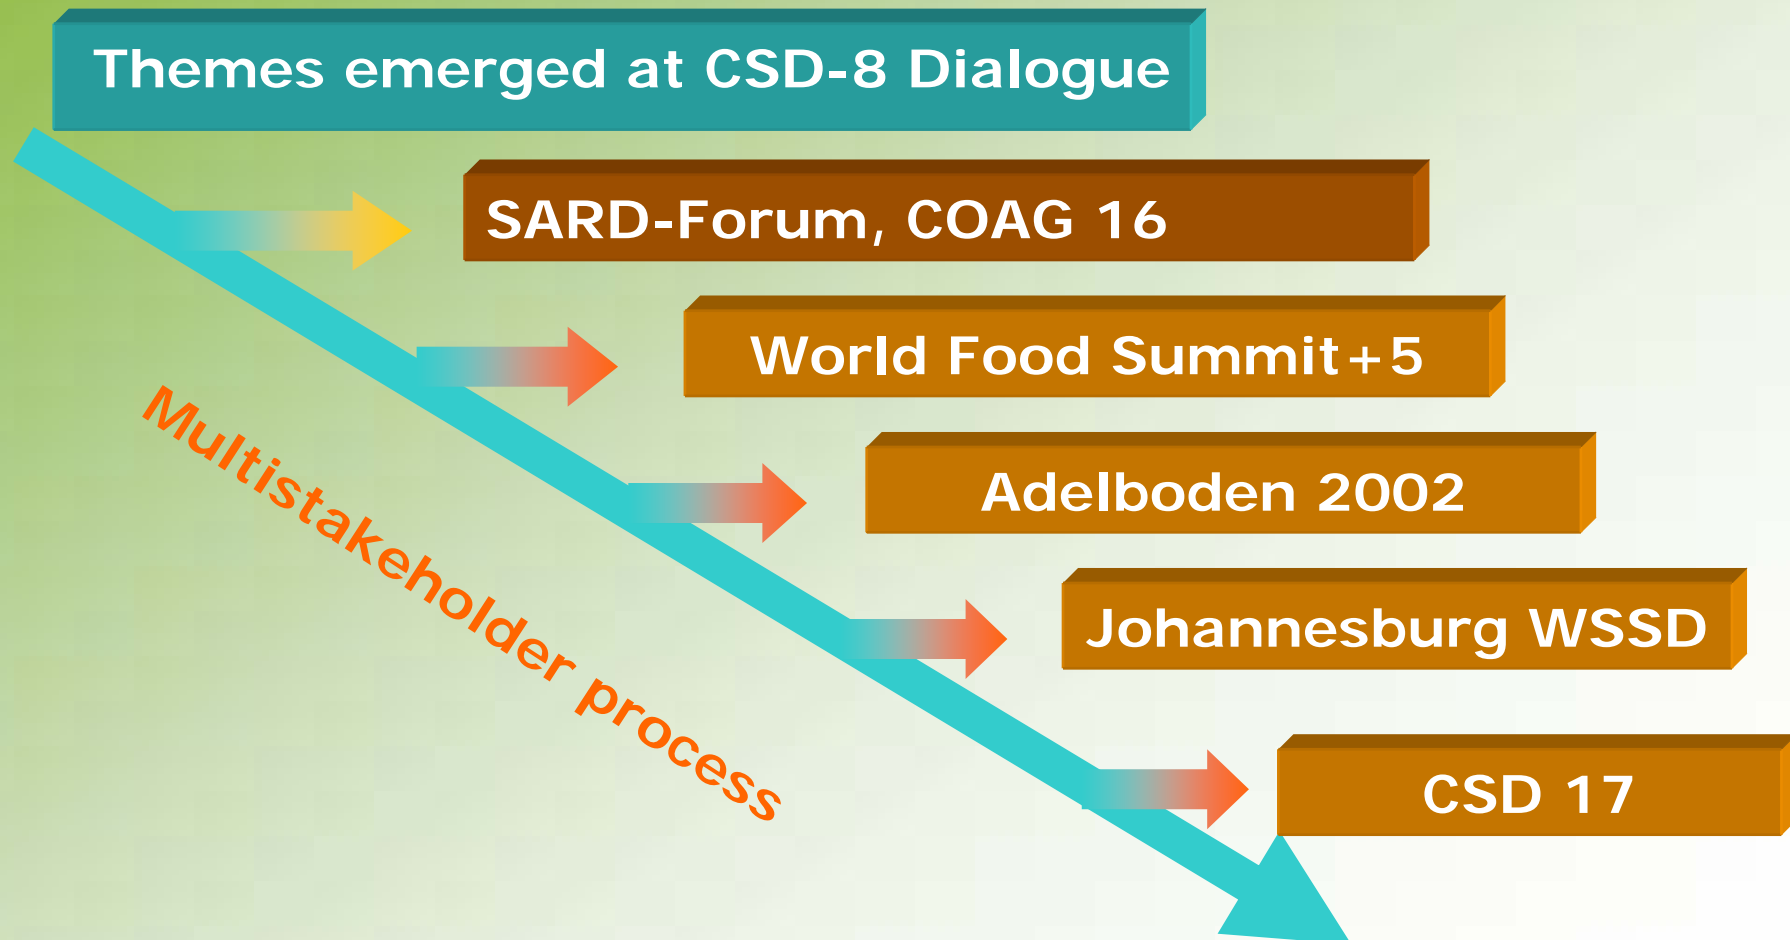 Themes emerged at CSD-8 Dialogue
SARD-Forum, COAG 16
World Food Summit+5
Adelboden 2002
Johannesburg WSSD
CSD 17
Multistakeholder process